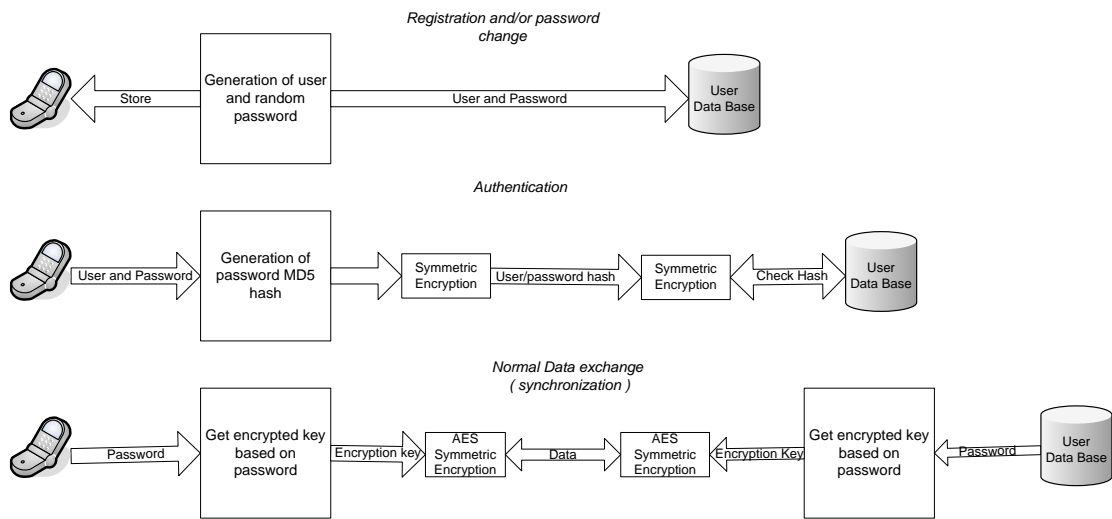 Registration and/or password
change
Generation of user
and random
password
Store
User and Password
User
Data Base
Authentication
User and Password
Generation of
password MD5
hash
Symmetric
Encryption
User/password hash
Symmetric
Encryption
Check Hash
User
Data Base
Normal Data exchange
( synchronization )
Password
Get encrypted key
based on
password
Encryption key
AES
Symmetric
Encryption
Data
AES
Symmetric
Encryption
Encryption Key
Get encrypted key
based on
password
Password
User
Data Base